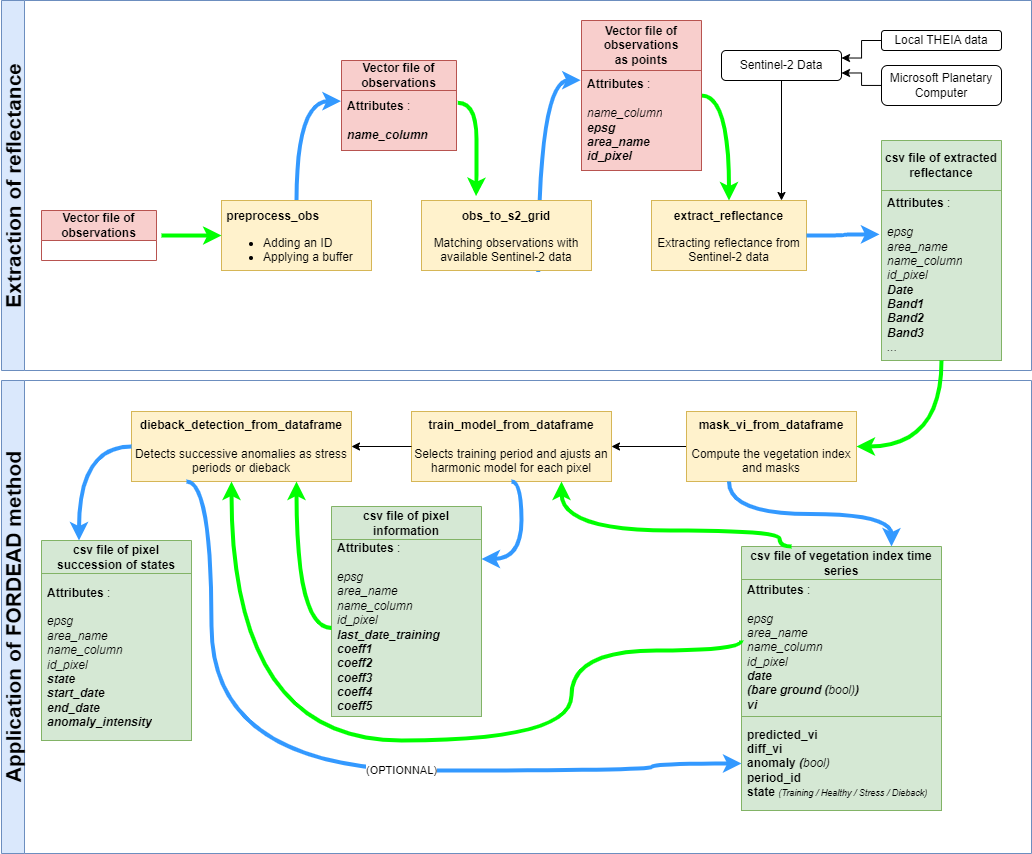 Extraction of reflectance
Vector file of
observations
preprocess_obs
• Adding an ID
• Applying a buffer
Vector file of
observations
Attributes :
name_column
obs_to_s2_grid
Matching observations with
available Sentinel-2 data
Vector file of
observations
as points
Attributes :
name_column
epsg
area_name
id_pixel
extract_reflectance
Extracting reflectance from
Sentinel-2 data
Sentinel-2 Data
Local THEIA data
Microsoft Planetary
Computer
csv file of extracted
reflectance
Attributes :
epsg
area_name
name_column
id_pixel
Date
Band1
Band2
Band3
...
Application of FORDEAD method
dieback_detection_from_dataframe
Detects successive anomalies as stress
periods or dieback
train_model_from_dataframe
Selects training period and ajusts an
harmonic model for each pixel
mask_vi_from_dataframe
Compute the vegetation index
and masks
csv file of pixel
succession of states
Attributes :
epsg
area_name
name_column
id_pixel
state
start_date
end_date
anomaly_intensity
csv file of pixel
information
Attributes :
epsg
area_name
name_column
id_pixel
last_date_training
coeff1
coeff2
coeff3
coeff4
coeff5
csv file of vegetation index time
series
Attributes :
epsg
area_name
name_column
id_pixel
date
(bare ground (bool))
vi
predicted_vi
diff_vi
anomaly (bool)
period_id
state (Training / Healthy / Stress / Dieback)
(OPTIONNAL)